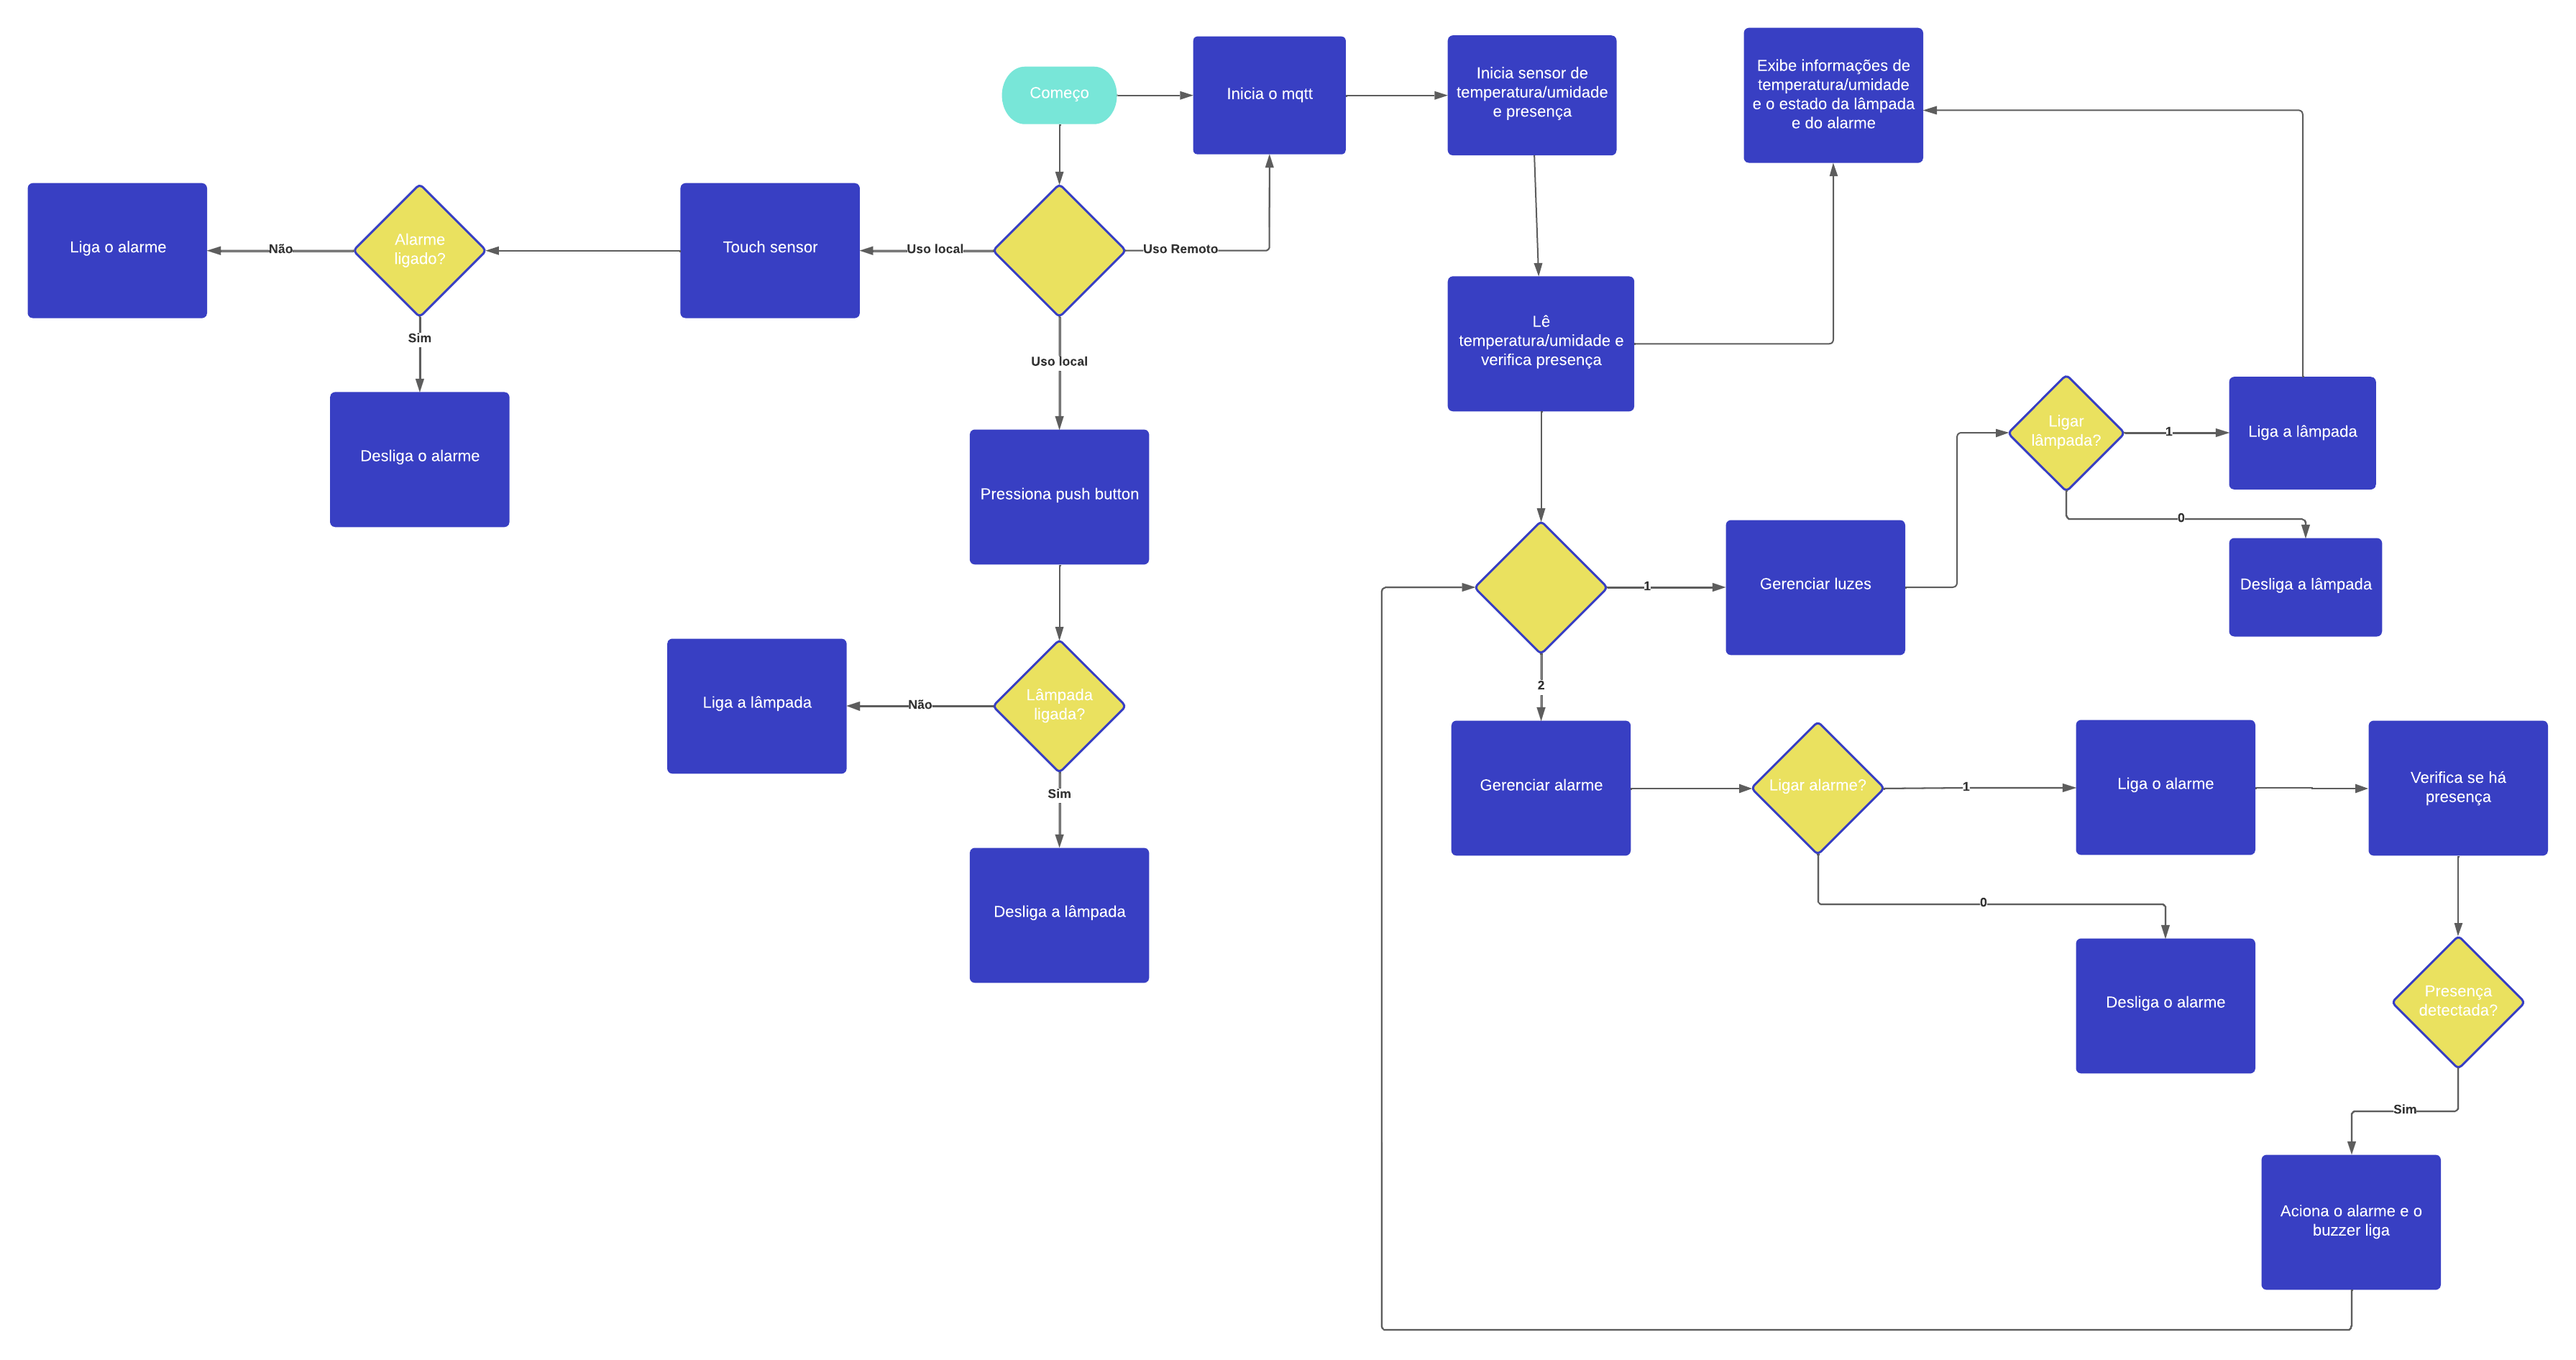 Começo
Inicia o mqtt
Inicia sensor de
temperatura/umidade
e presença
Exibe informações de
temperatura/umidade
e o estado da lâmpada
e do alarme
Liga o alarme
Não
Alarme
ligado?
Touch sensor
Uso local
Uso Remoto
Sim
Desliga o alarme
Uso local
Lê
temperatura/umidade e
verifica presença
Pressiona push button
Ligar
lâmpada?
1
Liga a lâmpada
0
Desliga a lâmpada
1
Gerenciar luzes
2
Liga a lâmpada
Não
Lâmpada
ligada?
Sim
Desliga a lâmpada
Gerenciar alarme
Ligar alarme?
1
Liga o alarme
Verifica se há
presença
0
Desliga o alarme
Presença
detectada?
Sim
Aciona o alarme e o
buzzer liga